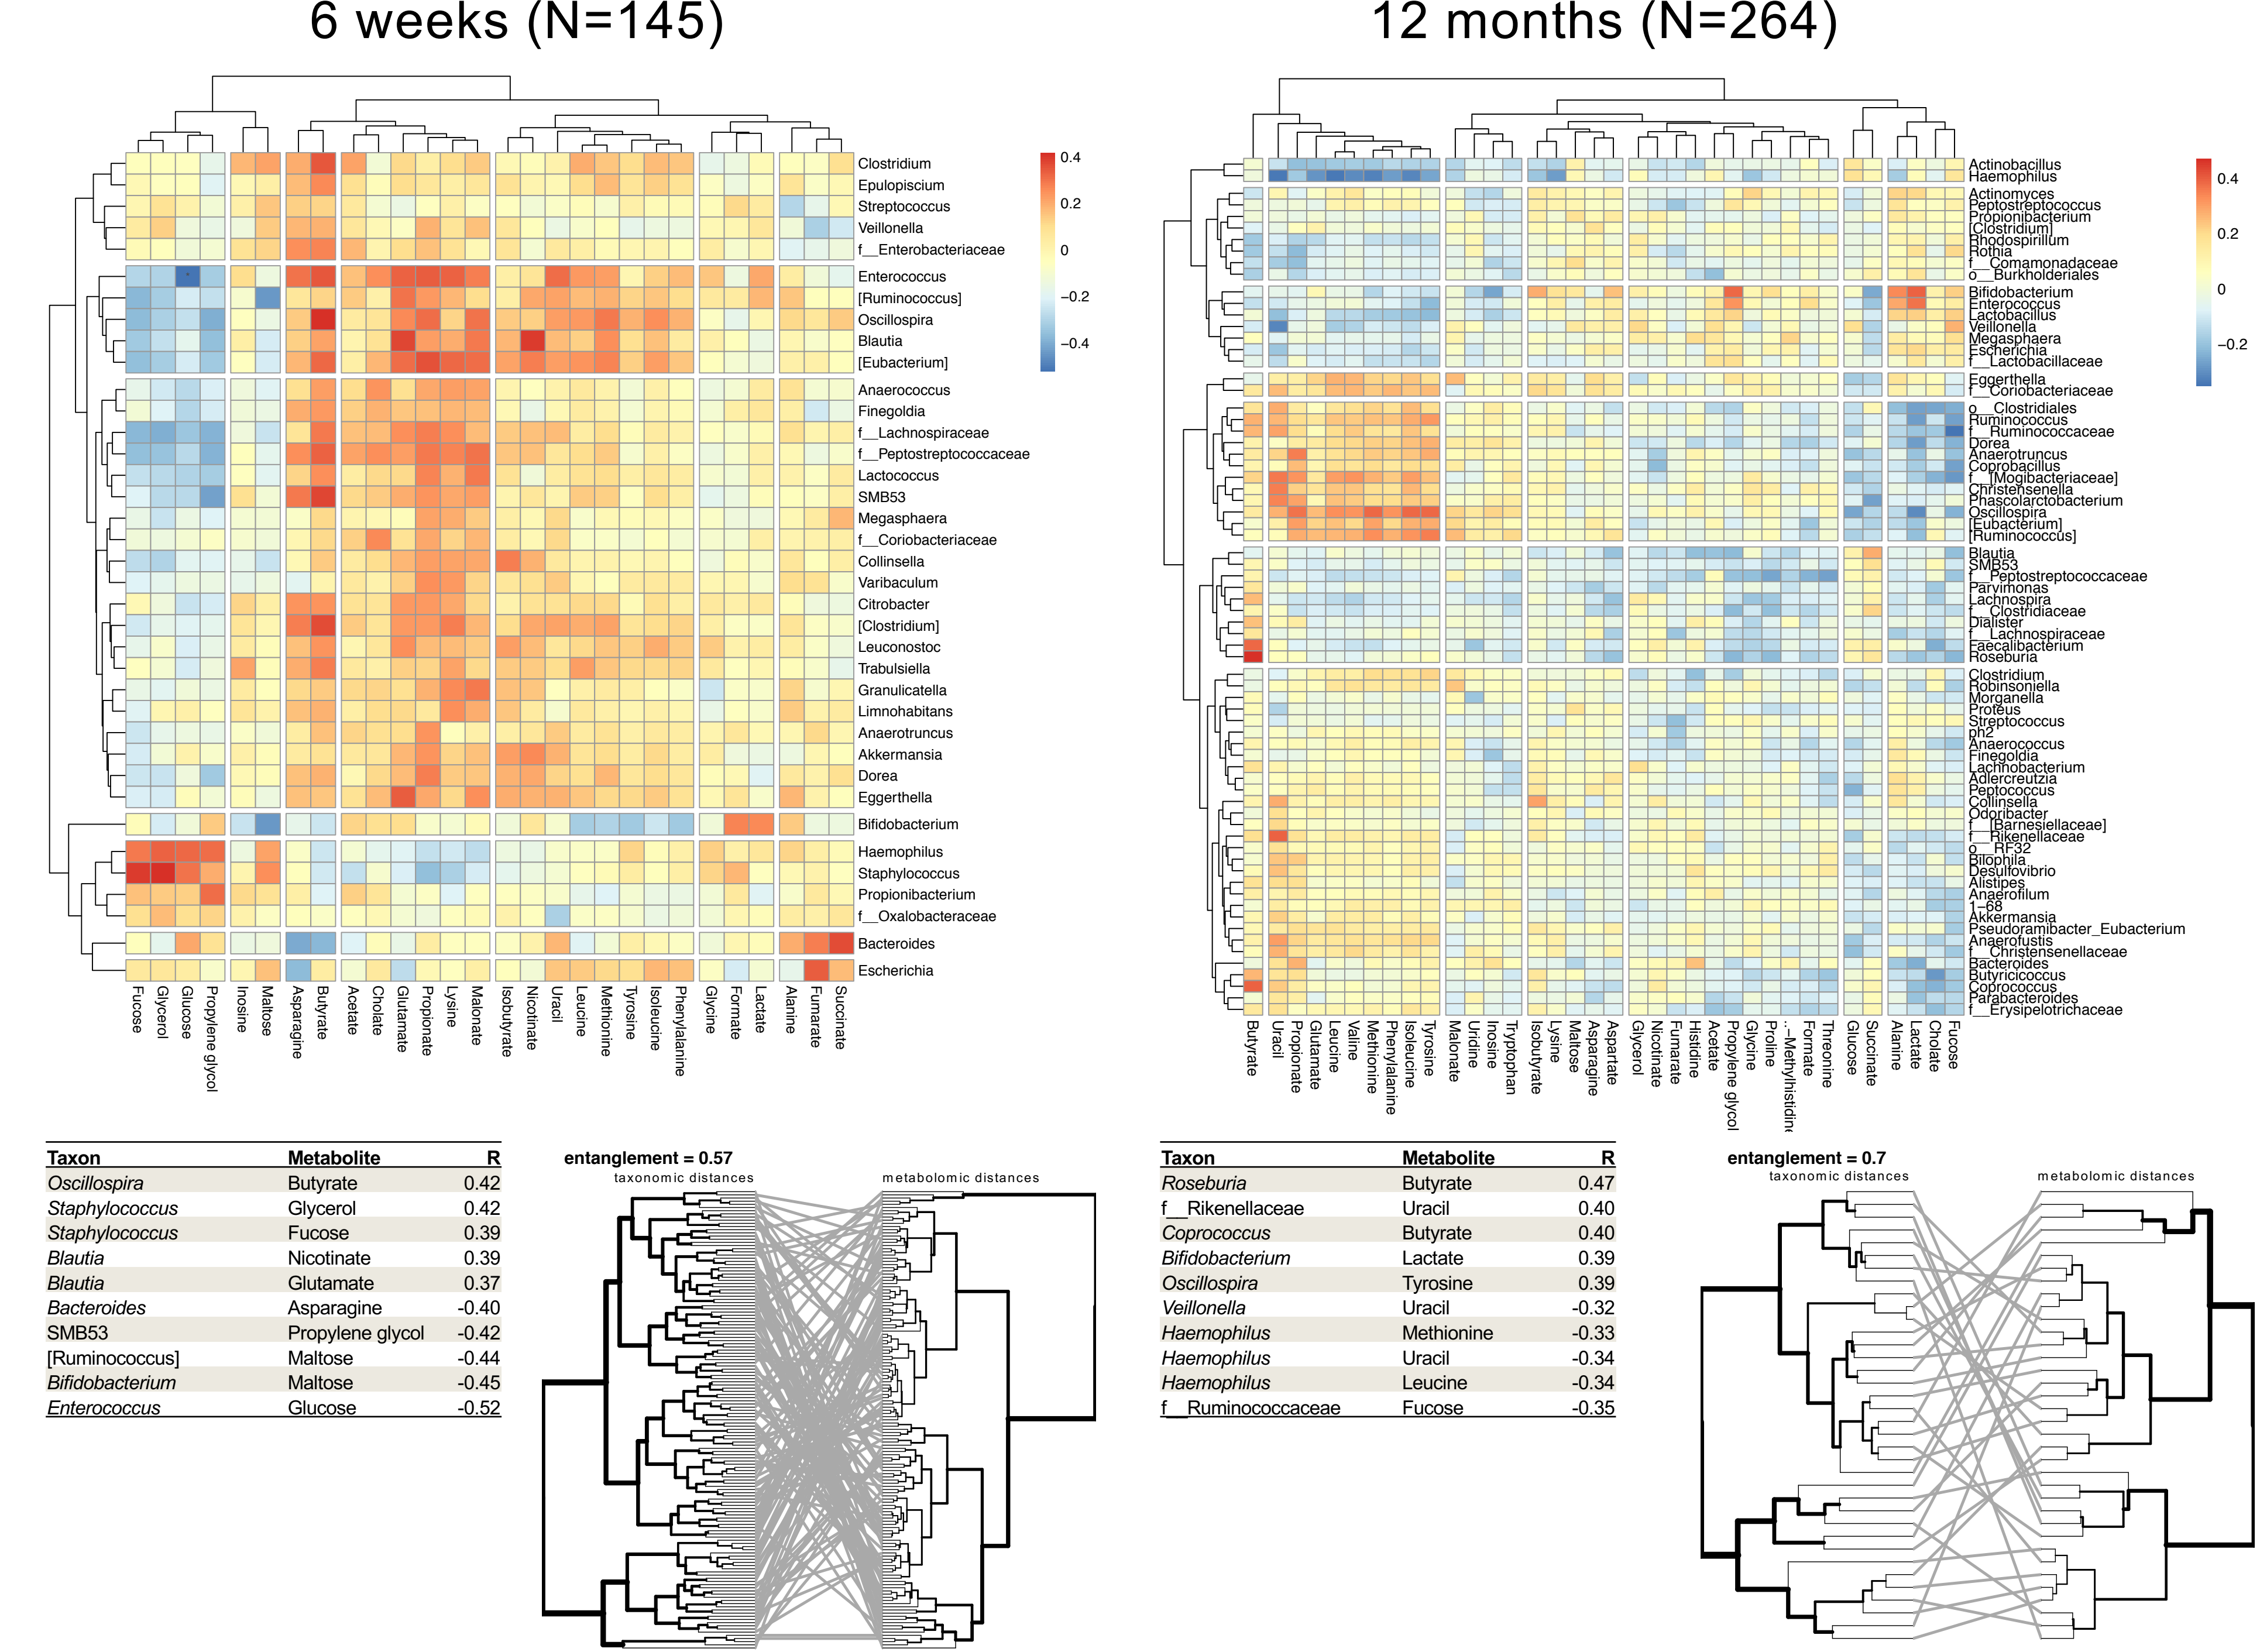 6 weeks (N=145)
12 months (N=264)
0.4
0.2
0
−0.2
−0.4
Clostridium
Epulopiscium
Streptococcus
Veillonella
f__Enterobacteriaceae
Enterococcus
[Ruminococcus]
Oscillospira
Blautia
[Eubacterium]
Anaerococcus
Finegoldia
f__Lachnospiraceae
f__Peptostreptococcaceae
Lactococcus
SMB53
Megasphaera
f__Coriobacteriaceae
Collinsella
Varibaculum
Citrobacter
[Clostridium]
Leuconostoc
Trabulsiella
Granulicatella
Limnohabitans
Anaerotruncus
Akkermansia
Dorea
Eggerthella
Bifidobacterium
Haemophilus
Staphylococcus
Propionibacterium
f__Oxalobacteraceae
Bacteroides
Escherichia
Fucose
Glycerol
Glucose
Propylene glycol
Inosine
Maltose
Asparagine
Butyrate
Acetate
Cholate
Glutamate
Propionate
Lysine
Malonate
Isobutyrate
Nicotinate
Uracil
Leucine
Methionine
Tyrosine
Isoleucine
Phenylalanine
Glycine
Formate
Lactate
Alanine
Fumarate
Succinate
0.4
0.2
0
−0.2
Actinobacillus
Haemophilus
Actinomyces
Peptostreptococcus
Propionibacterium
[Clostridium]
Rhodospirillum
Rothia
f__Comamonadaceae
o__Burkholderiales
Bifidobacterium
Enterococcus
Lactobacillus
Veillonella
Megasphaera
Escherichia
f__Lactobacillaceae
Eggerthella
f__Coriobacteriaceae
o__Clostridiales
Ruminococcus
f__Ruminococcaceae
Dorea
Anaerotruncus
Coprobacillus
f__[Mogibacteriaceae]
Christensenella
Phascolarctobacterium
Oscillospira
[Eubacterium]
[Ruminococcus]
Blautia
SMB53
f__Peptostreptococcaceae
Parvimonas
Lachnospira
f__Clostridiaceae
Dialister
f__Lachnospiraceae
Faecalibacterium
Roseburia
Clostridium
Robinsoniella
Morganella
Proteus
Streptococcus
ph2
Anaerococcus
Finegoldia
Lachnobacterium
Adlercreutzia
Peptococcus
Collinsella
Odoribacter
f__[Barnesiellaceae]
f__Rikenellaceae
o__RF32
Bilophila
Desulfovibrio
Alistipes
Anaerofilum
1−68
Akkermansia
Pseudoramibacter_Eubacterium
Anaerofustis
f__Christensenellaceae
Bacteroides
Butyricicoccus
Coprococcus
Parabacteroides
f__Erysipelotrichaceae
Butyrate
Uracil
Propionate
Glutamate
Leucine
Valine
Methionine
Phenylalanine
Isoleucine
Tyrosine
Malonate
Uridine
Inosine
Tryptophan
Isobutyrate
Lysine
Maltose
Asparagine
Aspartate
Glycerol
Nicotinate
Fumarate
Histidine
Acetate
Propylene glycol
Glycine
Proline
..−Methylhistidine
Formate
Threonine
Glucose
Succinate
Alanine
Lactate
Cholate
Fucose
Taxon Metabolite R
Oscillospira Butyrate 0.42
Staphylococcus Glycerol 0.42
Staphylococcus Fucose 0.39
Blautia Nicotinate 0.39
Blautia Glutamate 0.37
Bacteroides Asparagine -0.40
SMB53 Propylene glycol -0.42
[Ruminococcus] Maltose -0.44
Bifidobacterium Maltose -0.45
Enterococcus Glucose -0.52
entanglement = 0.57
taxonomic distances
metabolomic distances
Taxon Metabolite R
Roseburia Butyrate 0.47
f__Rikenellaceae Uracil 0.40
Coprococcus Butyrate 0.40
Bifidobacterium Lactate 0.39
Oscillospira Tyrosine 0.39
Veillonella Uracil -0.32
Haemophilus Methionine -0.33
Haemophilus Uracil -0.34
Haemophilus Leucine -0.34
f__Ruminococcaceae Fucose -0.35
entanglement = 0.7
taxonomic distances
metabolomic distances